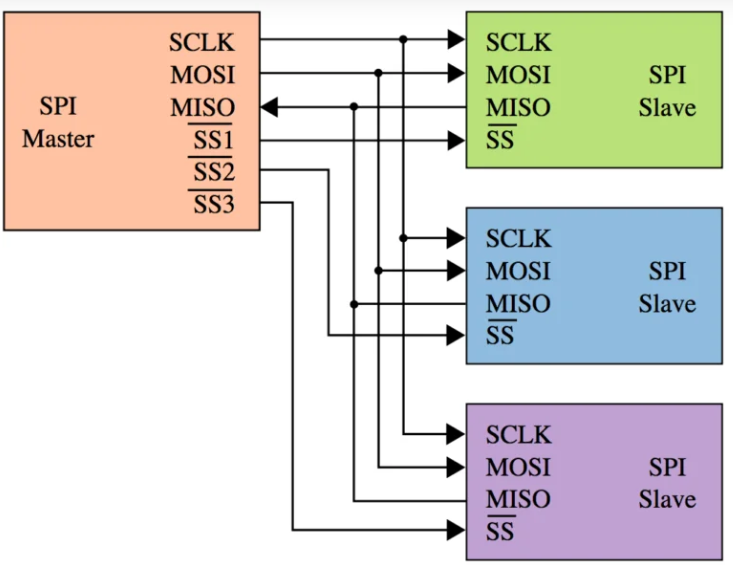 SCLK
MOSI
SPI
MISO
Master
SS1
SS2
SS3
SCLK
MOSI SPI
MISO Slave
SS
SCLK
MOSI SPI
MISO Slave
SS
SCLK
MOSI SPI
MISO Slave
SS